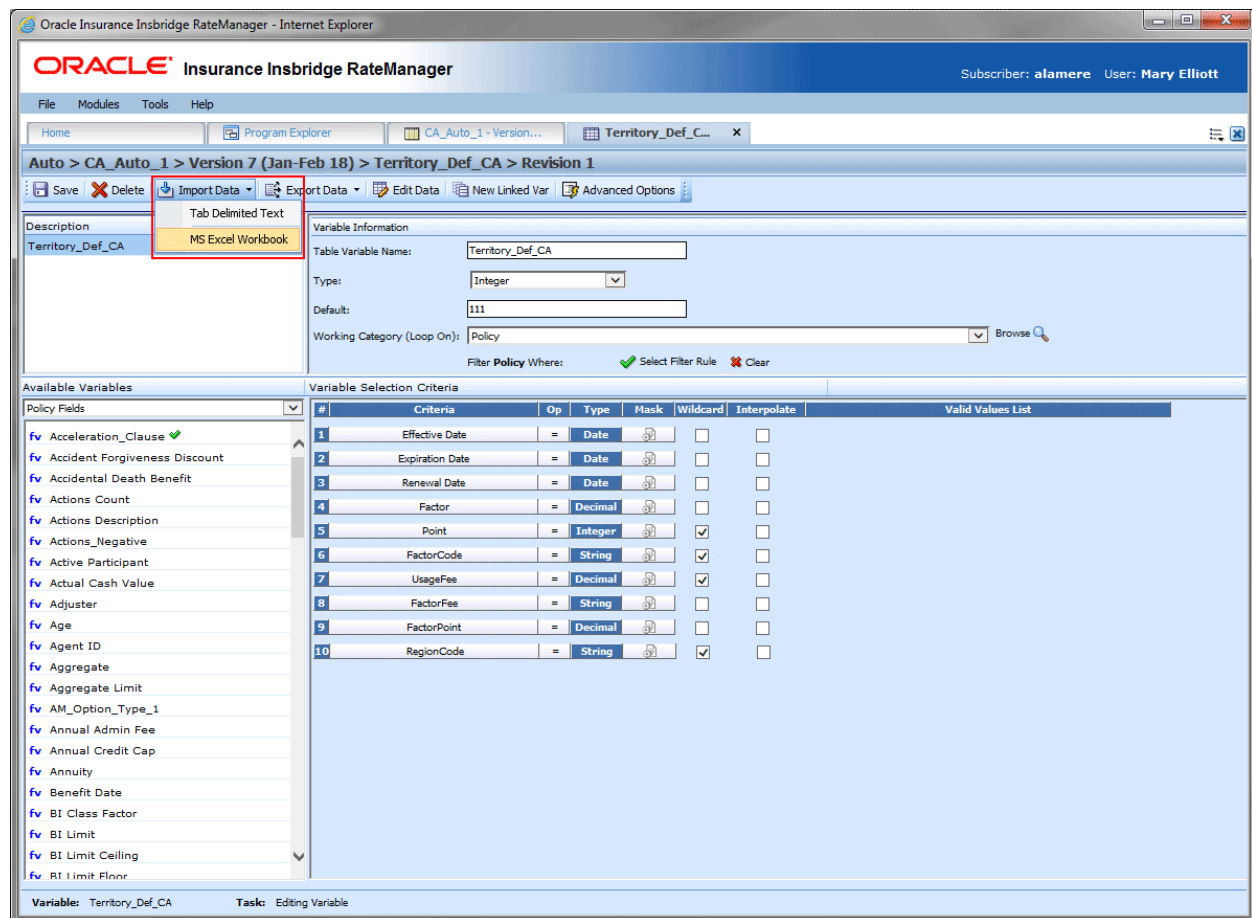 Oracle Insurance Insbridge RateManager - Internet Explorer
ORACLE Insurance Insbridge RateManager
Subscriber: alamere User: Mary Elliott
File Modules Tools Help
Home Program Explorer CA_Auto_1 - Version... Territory_Def_C... x
Auto > CA_Auto_1 > Version 7 (Jan-Feb 18) > Territory_Def_CA > Revision 1
Save Delete Import Data Export Data Edit Data New Linked Var Advanced Options
Tab Delimited Text
MS Excel Workbook
Description
Territory_Def_CA
Variable Information
Table Variable Name: Territory_Def_CA
Type: Integer
Default: 111
Working Category (Loop On): Policy Browse
Filter Policy Where: Select Filter Rule Clear
Available Variables
Policy Fields
fv Acceleration_Clause
fv Accident Forgiveness Discount
fv Accidental Death Benefit
fv Actions Count
fv Actions Description
fv Actions_Negative
fv Active Participant
fv Actual Cash Value
fv Adjuster
fv Age
fv Agent ID
fv Aggregate
fv Aggregate Limit
fv AM_Option_Type_1
fv Annual Admin Fee
fv Annual Credit Cap
fv Annuity
fv Benefit Date
fv BI Class Factor
fv BI Limit
fv BI Limit Ceiling
fv BI Limit Floor
Variable Selection Criteria
# Criteria Op Type Mask Wildcard Interpolate Valid Values List
1 Effective Date = Date
2 Expiration Date = Date
3 Renewal Date = Date
4 Factor = Decimal
5 Point = Integer
6 FactorCode = String
7 UsageFee = Decimal
8 FactorFee = String
9 FactorPoint = Decimal
10 RegionCode = String
Variable: Territory_Def_CA Task: Editing Variable